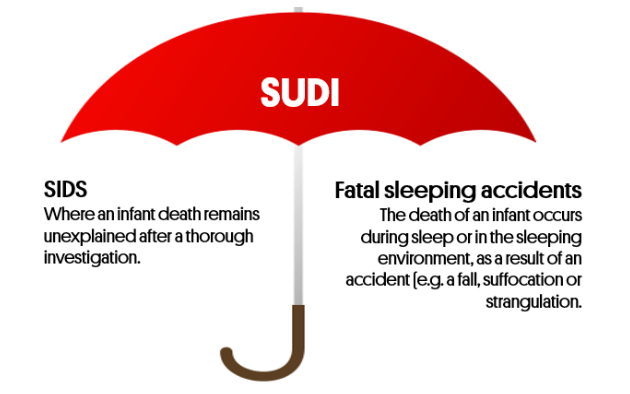 SUDI
SIDS
Where an infant death remains
unexplained after a thorough
investigation.
Fatal sleeping accidents
The death of an infant occurs
during sleep or in the sleeping
environment, as a result of an
accident (e.g. a fall, suffocation or
strangulation.